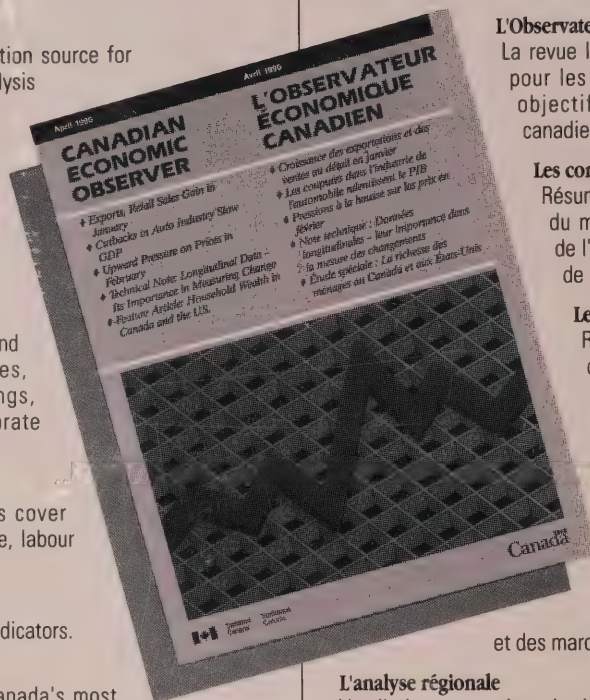 tion source for
lysis
nd
es,
ngs,
orate
s cover
e, labour
dicators.
anada's most
April 1990
Avril 1990
CANADIAN
ECONOMIC
OBSERVER
♦ Exports, Retail Sales Gain in
January
♦ Cutbacks in Auto Industry Slow
GDP
♦ Upward Pressure on Prices in
February
♦ Technical Note: Longitudinal Data –
Its Importance in Measuring Change
♦ Feature Article: Household Wealth in
Canada and the U.S.
L'OBSERVATEUR
ÉCONOMIQUE
CANADIEN
♦ Croissance des exportations et des
ventes au détail en janvier
♦ Les coupures dans l'industrie de
l'automobile ralentissent le PIB
♦ Pressions à la hausse sur les prix en
février
♦ Note technique : Données
longitudinales – leur importance dans
la mesure des changements
♦ Étude spéciale : La richesse des
ménages au Canada et aux États-Unis
Canada
L'Observate
La revue l
pour les
objectif
canadie
Les con
Résur
du m
de l'
de
Le
et des marc
L'analyse régionale